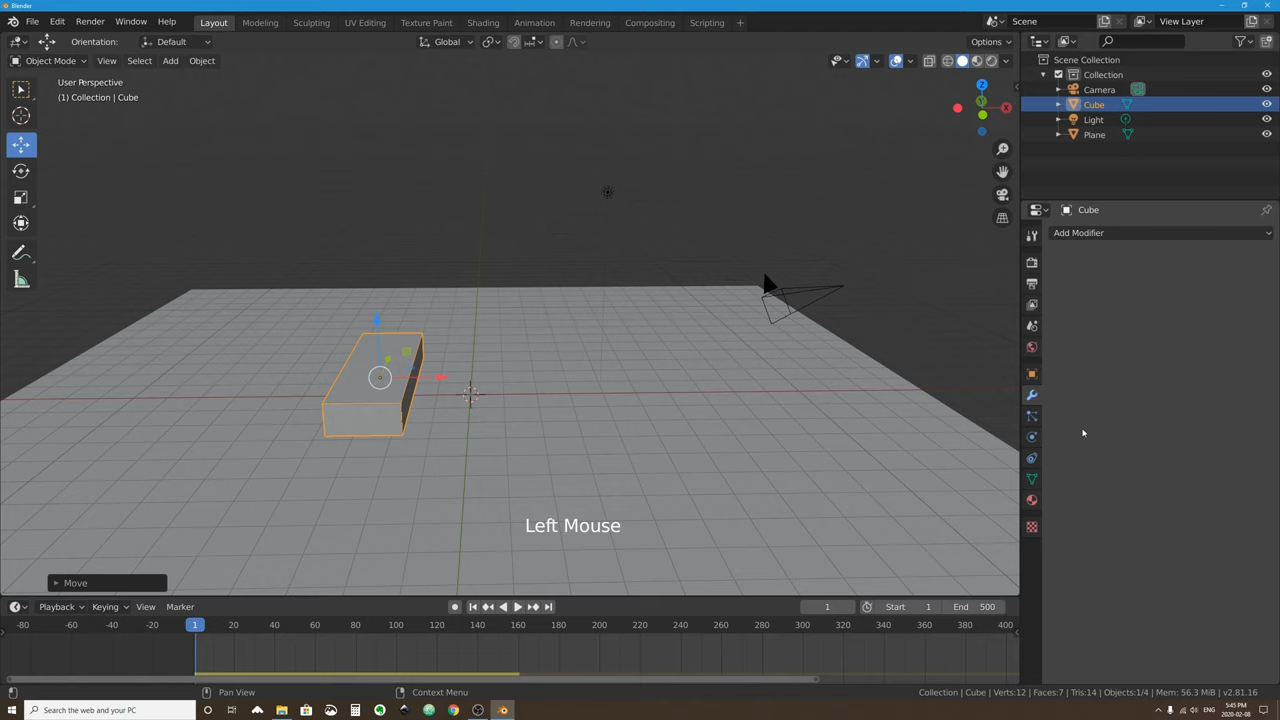 Blender
File Edit Render Window Help Layout Modeling Sculpting UV Editing Texture Paint Shading Animation Rendering Compositing Scripting + Scene View Layer
Orientation: Default Global Options
Object Mode View Select Add Object
User Perspective
(1) Collection | Cube
Scene Collection
Collection
Camera
Cube
Light
Plane
Cube
Add Modifier
Z
Y
X
Left Mouse
Move
Playback Keying View Marker 1 Start 1 End 500
-80 -60 -40 -20 1 20 40 60 80 100 120 140 160 180 200 220 240 260 280 300 320 340 360 380 400
Pan View Context Menu Collection | Cube | Verts:12 | Faces:7 | Tris:14 | Objects:1/4 | Mem: 56.3 MiB | v2.81.16
Search the web and your PC ENG 5:45 PM
2020-02-08